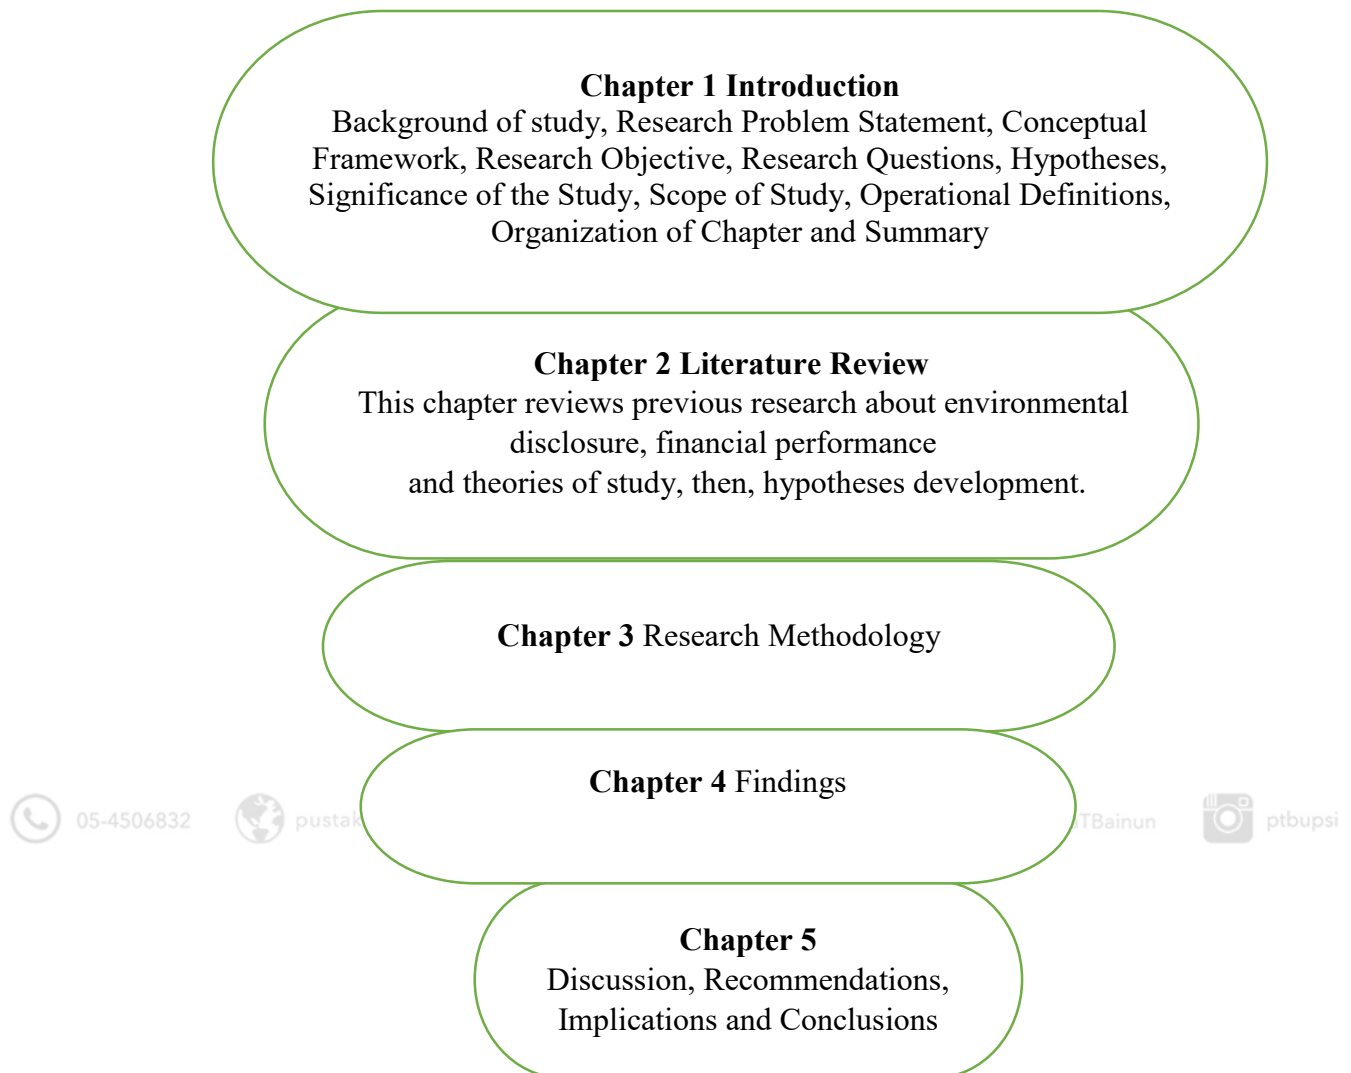 Chapter 1 Introduction
Background of study, Research Problem Statement, Conceptual
Framework, Research Objective, Research Questions, Hypotheses,
Significance of the Study, Scope of Study, Operational Definitions,
Organization of Chapter and Summary
Chapter 2 Literature Review
This chapter reviews previous research about environmental
disclosure, financial performance
and theories of study, then, hypotheses development.
Chapter 3 Research Methodology
Chapter 4 Findings
05-4506832 pustak TBainun ptbupsi
Chapter 5
Discussion, Recommendations,
Implications and Conclusions